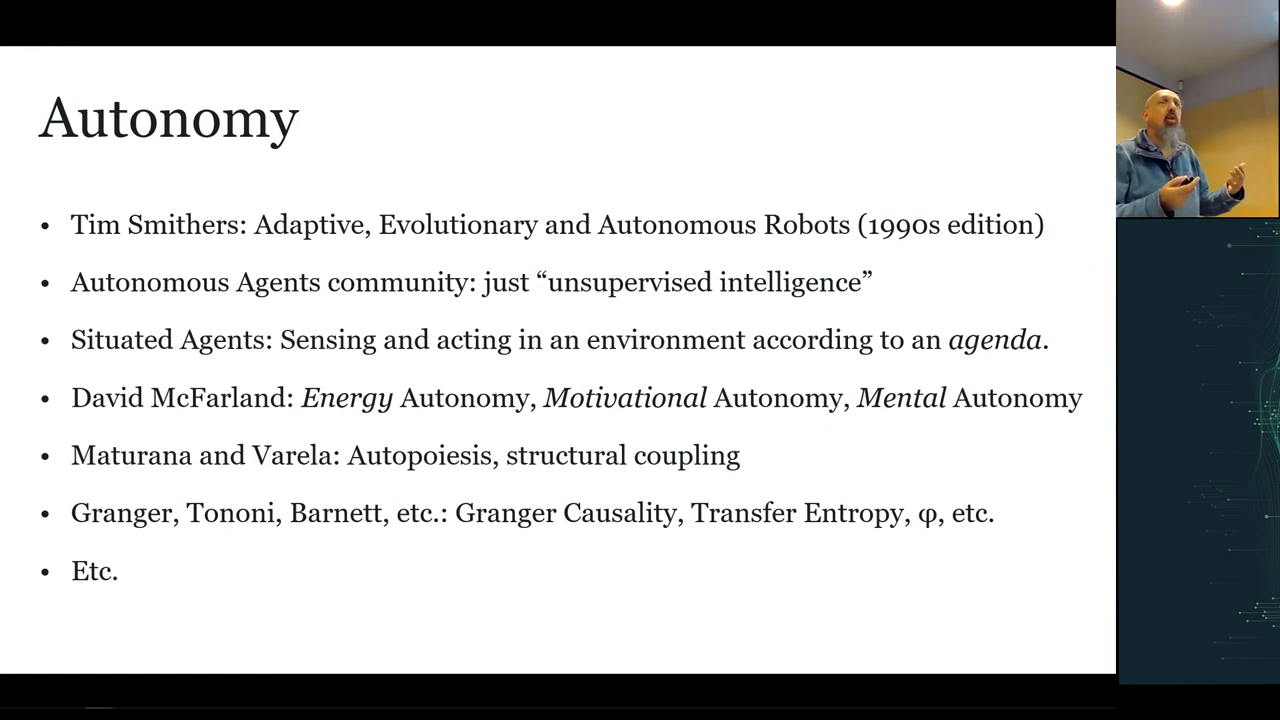 Autonomy
• Tim Smithers: Adaptive, Evolutionary and Autonomous Robots (1990s edition)
• Autonomous Agents community: just “unsupervised intelligence”
• Situated Agents: Sensing and acting in an environment according to an agenda.
• David McFarland: Energy Autonomy, Motivational Autonomy, Mental Autonomy
• Maturana and Varela: Autopoiesis, structural coupling
• Granger, Tononi, Barnett, etc.: Granger Causality, Transfer Entropy, φ, etc.
• Etc.